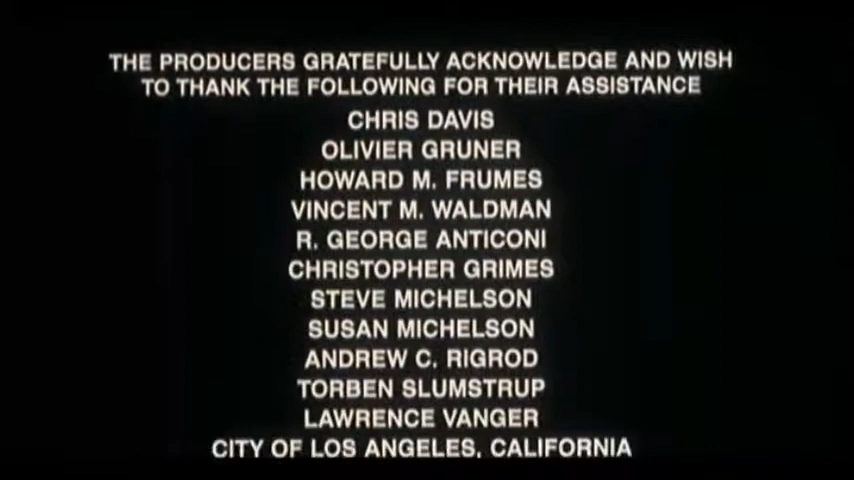 THE PRODUCERS GRATEFULLY ACKNOWLEDGE AND WISH
TO THANK THE FOLLOWING FOR THEIR ASSISTANCE
CHRIS DAVIS
OLIVIER GRUNER
HOWARD M. FRUMES
VINCENT M. WALDMAN
R. GEORGE ANTICONI
CHRISTOPHER GRIMES
STEVE MICHELSON
SUSAN MICHELSON
ANDREW C. RIGROD
TORBEN SLUMSTRUP
LAWRENCE VANGER
CITY OF LOS ANGELES, CALIFORNIA